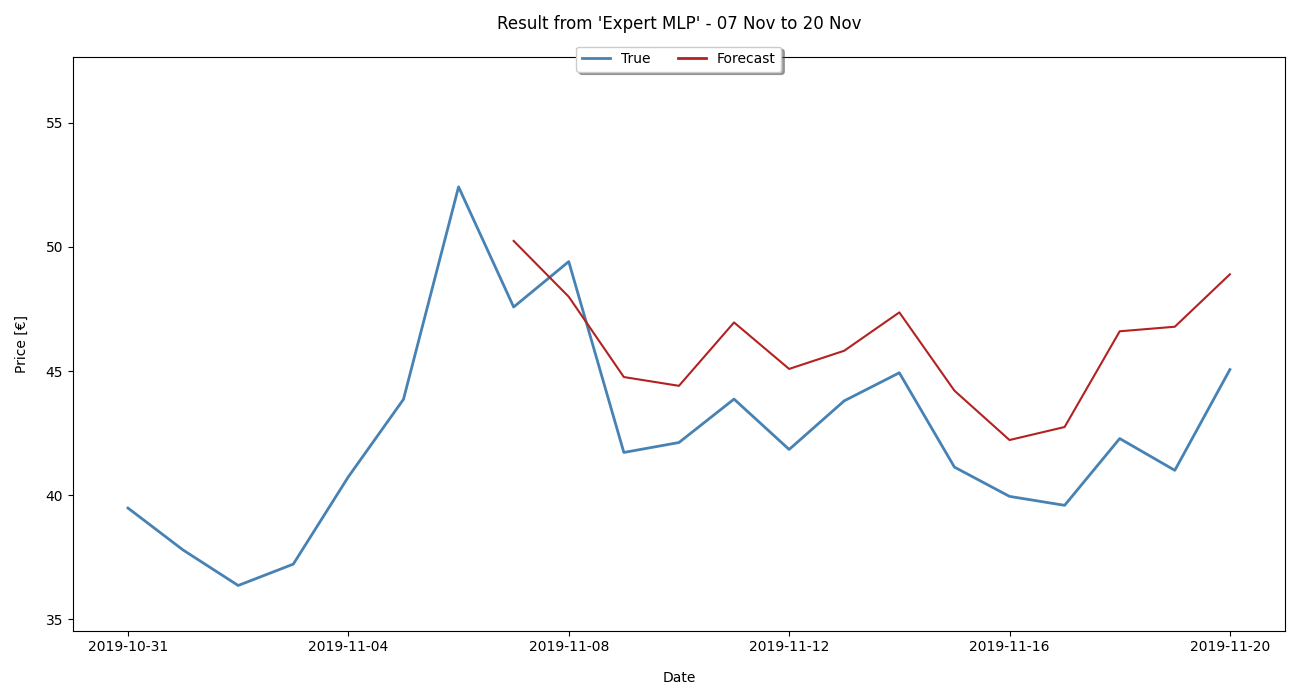 Result from 'Expert MLP' - 07 Nov to 20 Nov
True Forecast
55
50
45
40
35
Price [€]
2019-10-31 2019-11-04 2019-11-08 2019-11-12 2019-11-16 2019-11-20
Date